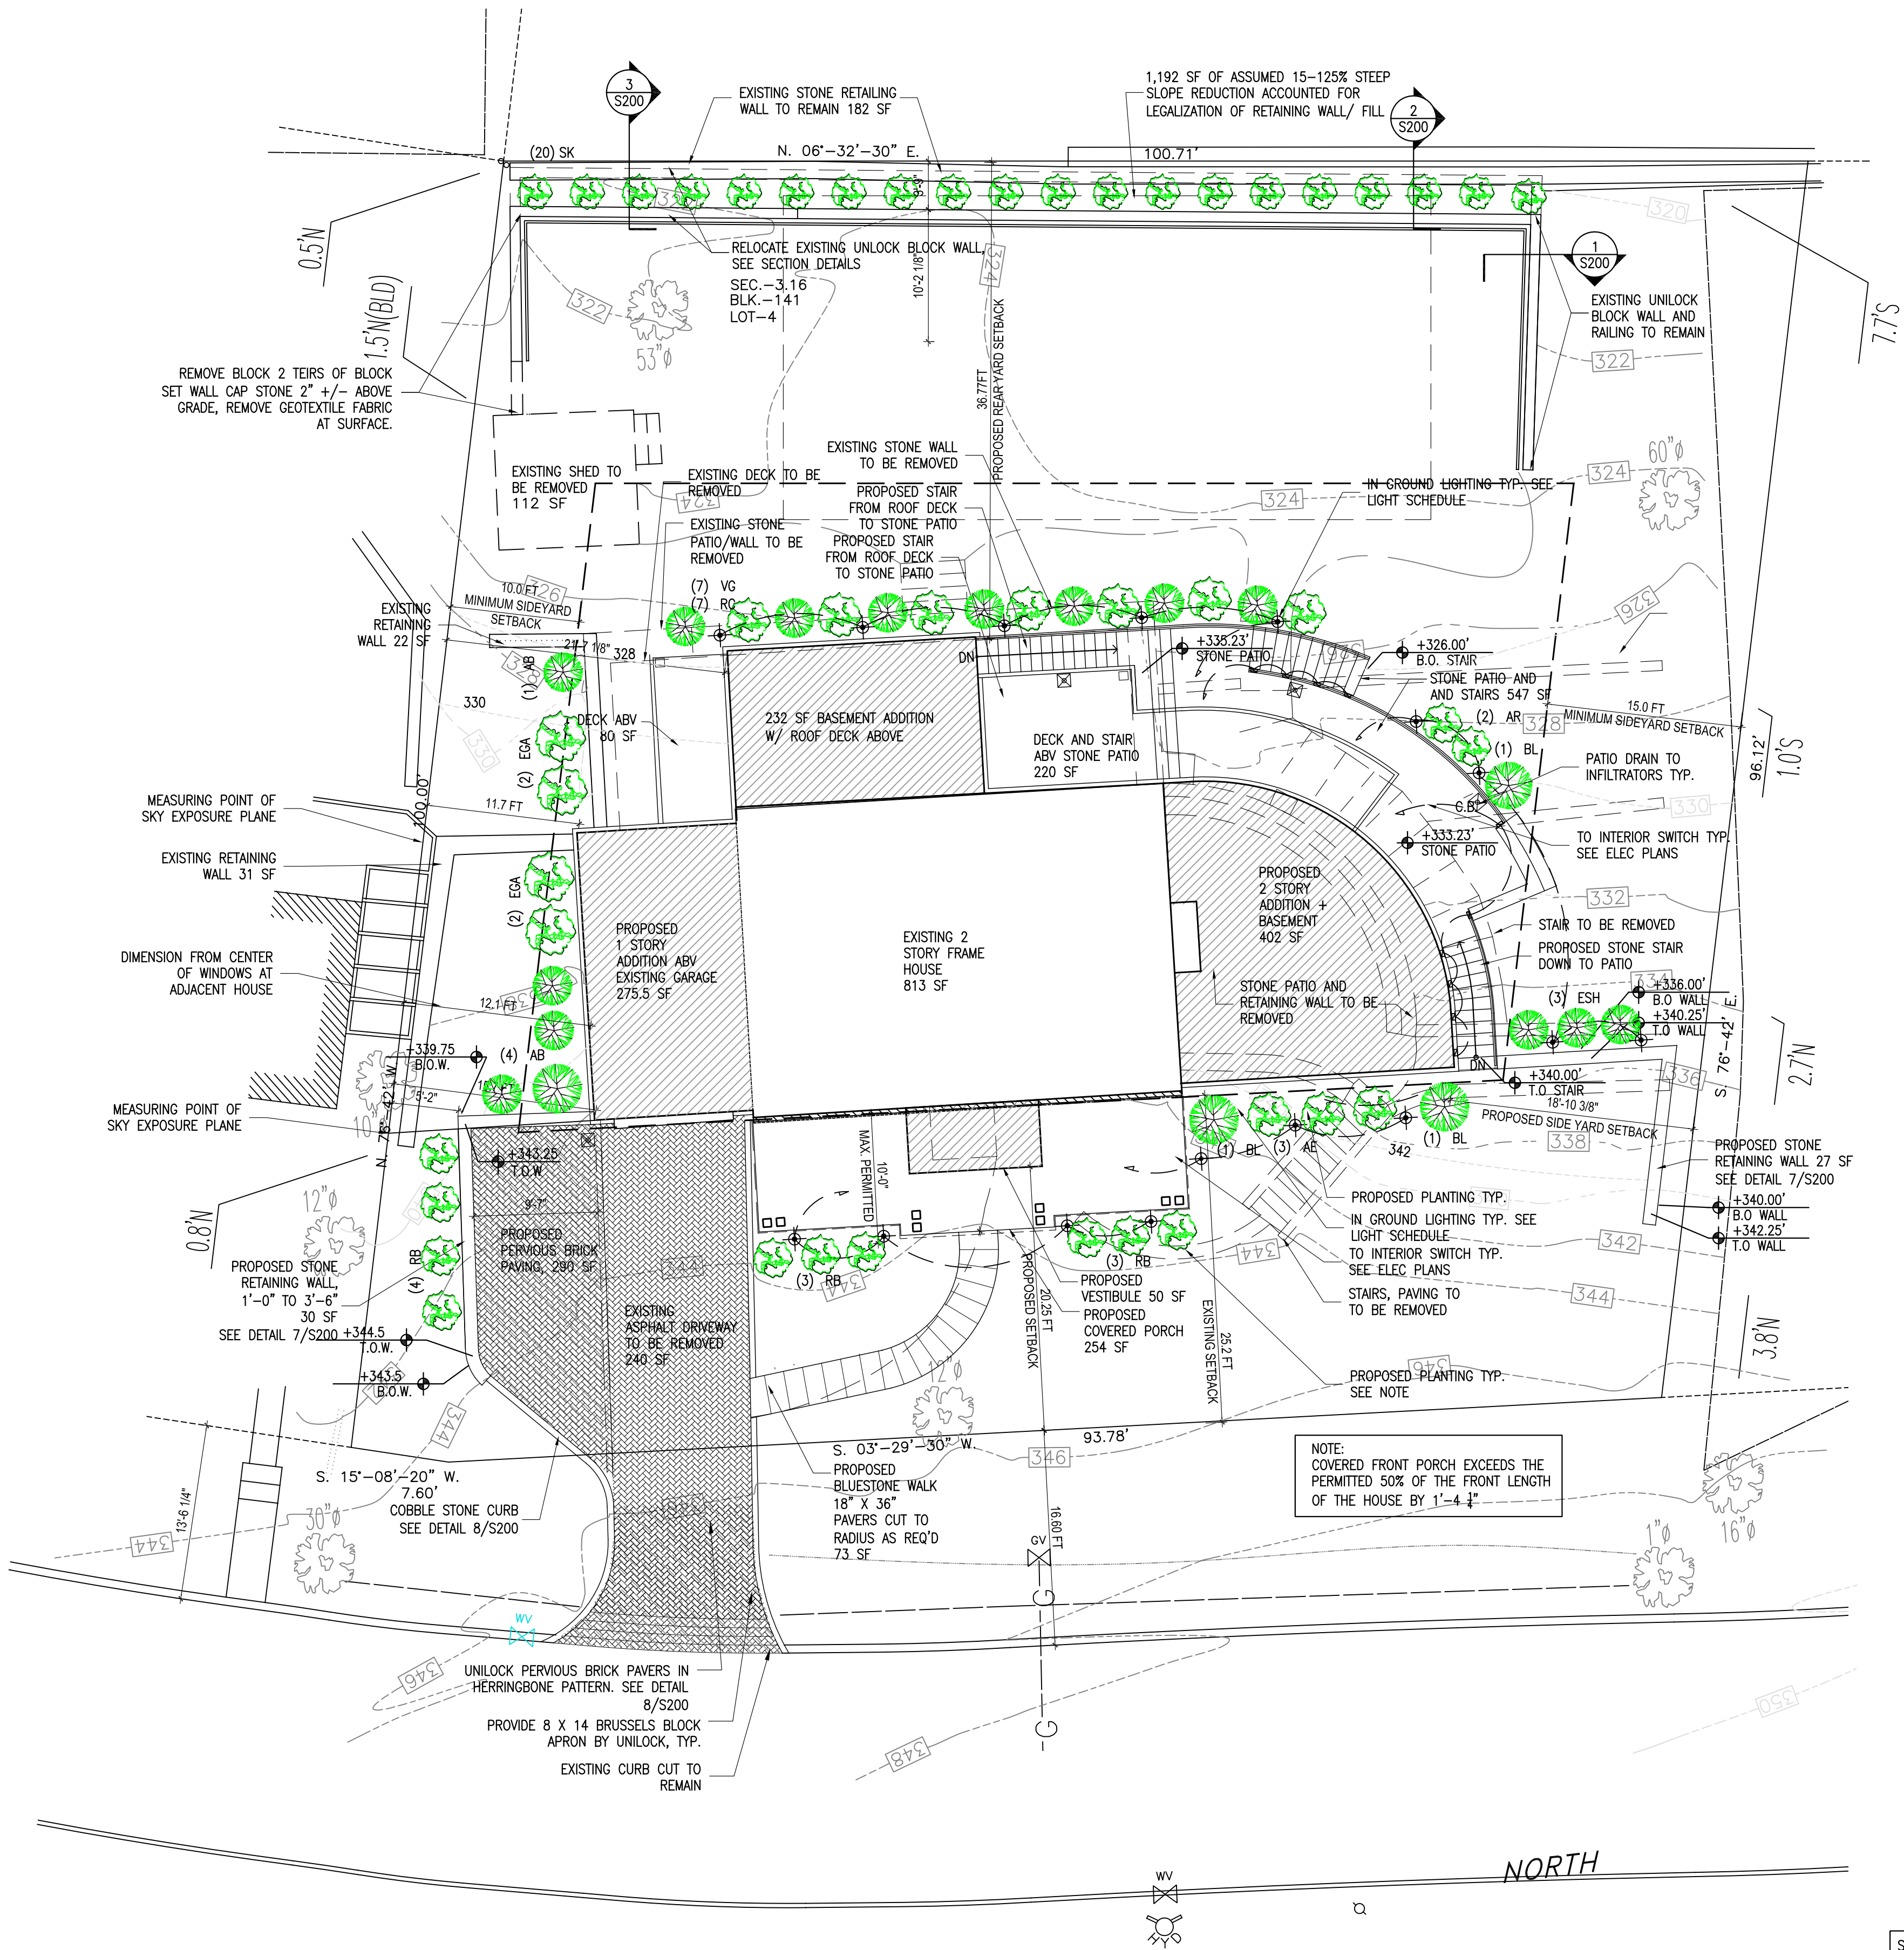 3
S200
EXISTING STONE RETAILING
WALL TO REMAIN 182 SF
1,192 SF OF ASSUMED 15-125% STEEP
SLOPE REDUCTION ACCOUNTED FOR
LEGALIZATION OF RETAINING WALL/ FILL
2
S200
(20) SK
N. 06°-32'-30" E.
100.71'
320
0.5'N
1.5'N(BLD)
RELOCATE EXISTING UNLOCK BLOCK WALL,
SEE SECTION DETAILS
SEC.-3.16
BLK.-141
LOT-4
10'-2 1/8"
324
1
S200
EXISTING UNILOCK
BLOCK WALL AND
RAILING TO REMAIN
7.7'S
322
53"ø
322
REMOVE BLOCK 2 TEIRS OF BLOCK
SET WALL CAP STONE 2" +/- ABOVE
GRADE, REMOVE GEOTEXTILE FABRIC
AT SURFACE.
36.77FT
PROPOSED REAR YARD SETBACK
EXISTING STONE WALL
TO BE REMOVED
60"ø
324
EXISTING SHED TO
BE REMOVED
112 SF
EXISTING DECK TO BE
REMOVED
324
PROPOSED STAIR
FROM ROOF DECK
TO STONE PATIO
PROPOSED STAIR
FROM ROOF DECK
TO STONE PATIO
324
IN GROUND LIGHTING TYP. SEE
LIGHT SCHEDULE
EXISTING STONE
PATIO/WALL TO BE
REMOVED
(7) VG
(7) RC
326
10.0 FT
MINIMUM SIDEYARD
SETBACK
326
EXISTING
RETAINING
WALL 22 SF
21'-7 1/8"
328
328
(1) AB
330
330
DN
+335.23'
STONE PATIO
+326.00'
B.O. STAIR
STONE PATIO AND
AND STAIRS 547 SF
15.0 FT
MINIMUM SIDEYARD SETBACK
(2) AR
328
(1) BL
232 SF BASEMENT ADDITION
W/ ROOF DECK ABOVE
DECK ABV
80 SF
DECK AND STAIR
ABV STONE PATIO
220 SF
(2) EGA
PATIO DRAIN TO
INFILTRATORS TYP.
96.12'
1.0'S
330
C.B.
MEASURING POINT OF
SKY EXPOSURE PLANE
100.00'
11.7 FT
+333.23'
STONE PATIO
TO INTERIOR SWITCH TYP.
SEE ELEC PLANS
EXISTING RETAINING
WALL 31 SF
(2) EGA
PROPOSED
2 STORY
ADDITION +
BASEMENT
402 SF
332
PROPOSED
1 STORY
ADDITION ABV
EXISTING GARAGE
275.5 SF
EXISTING 2
STORY FRAME
HOUSE
813 SF
STAIR TO BE REMOVED
PROPOSED STONE STAIR
DOWN TO PATIO
DIMENSION FROM CENTER
OF WINDOWS AT
ADJACENT HOUSE
12.1 FT
STONE PATIO AND
RETAINING WALL TO BE
REMOVED
334
(3) ESH
+336.00'
B.O WALL
+340.25'
T.O WALL
+339.75
B.O.W.
(4) AB
5'-2"
10"ø
DN
+340.00'
T.O. STAIR
336
S. 76°-42' E.
2.7'N
MEASURING POINT OF
SKY EXPOSURE PLANE
N. 76°-42' W.
18'-10 3/8"
PROPOSED SIDE YARD SETBACK
338
(1) BL
(3) AE
(1) BL
342
+343.25
T.O.W
MAX. PERMITTED
10'-0"
PROPOSED STONE
RETAINING WALL 27 SF
SEE DETAIL 7/S200
+340.00'
B.O WALL
+342.25'
T.O WALL
12"ø
0.8'N
9'-7"
PROPOSED
PERVIOUS BRICK
PAVING, 290 SF
PROPOSED PLANTING TYP.
IN GROUND LIGHTING TYP. SEE
LIGHT SCHEDULE
TO INTERIOR SWITCH TYP.
SEE ELEC PLANS
342
344
344
344
(4) RB
PROPOSED STONE
RETAINING WALL,
1'-0" TO 3'-6"
30 SF
SEE DETAIL 7/S200
(3) RB
(3) RB
PROPOSED
VESTIBULE 50 SF
PROPOSED
COVERED PORCH
254 SF
STAIRS, PAVING TO
TO BE REMOVED
344
EXISTING
ASPHALT DRIVEWAY
TO BE REMOVED
240 SF
PROPOSED SETBACK
20.25 FT
EXISTING SETBACK
25.2 FT
3.8'N
+344.5
T.O.W.
+343.5
B.O.W.
12"ø
346
PROPOSED PLANTING TYP.
SEE NOTE
344
S. 03°-29'-30" W.
93.78'
346
PROPOSED
BLUESTONE WALK
18" X 36"
PAVERS CUT TO
RADIUS AS REQ'D
73 SF
NOTE:
COVERED FRONT PORCH EXCEEDS THE
PERMITTED 50% OF THE FRONT LENGTH
OF THE HOUSE BY 1'-4 1/4"
13'-6 1/4"
S. 15°-08'-20" W.
7.60'
COBBLE STONE CURB
SEE DETAIL 8/S200
30"ø
344
16.60 FT
GV
G
1"ø
16"ø
WV
346
UNILOCK PERVIOUS BRICK PAVERS IN
HERRINGBONE PATTERN. SEE DETAIL
8/S200
PROVIDE 8 X 14 BRUSSELS BLOCK
APRON BY UNILOCK, TYP.
EXISTING CURB CUT TO
REMAIN
G
348
350
NORTH
WV
HYD
S